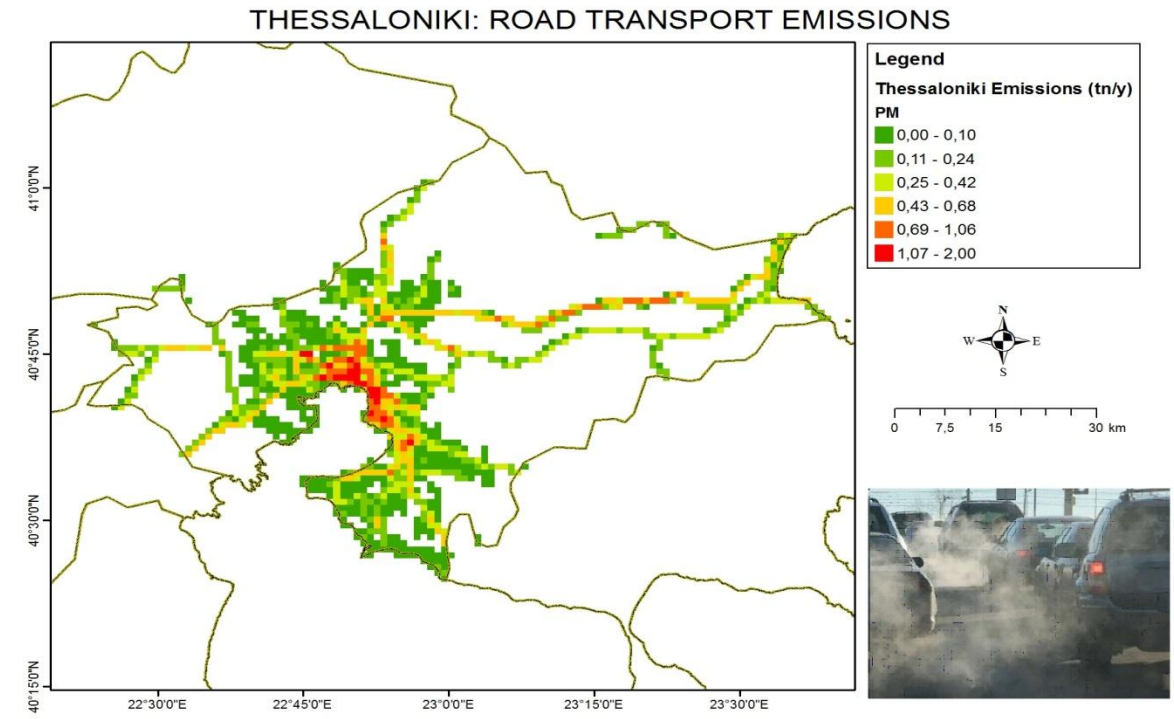 THESSALONIKI: ROAD TRANSPORT EMISSIONS
Legend
Thessaloniki Emissions (tn/y)
PM
0,00 - 0,10
0,11 - 0,24
0,25 - 0,42
0,43 - 0,68
0,69 - 1,06
1,07 - 2,00
41°0'0"N
40°45'0"N
40°30'0"N
40°15'0"N
N
W E
S
0 7,5 15 30 km
22°30'0"E 22°45'0"E 23°0'0"E 23°15'0"E 23°30'0"E